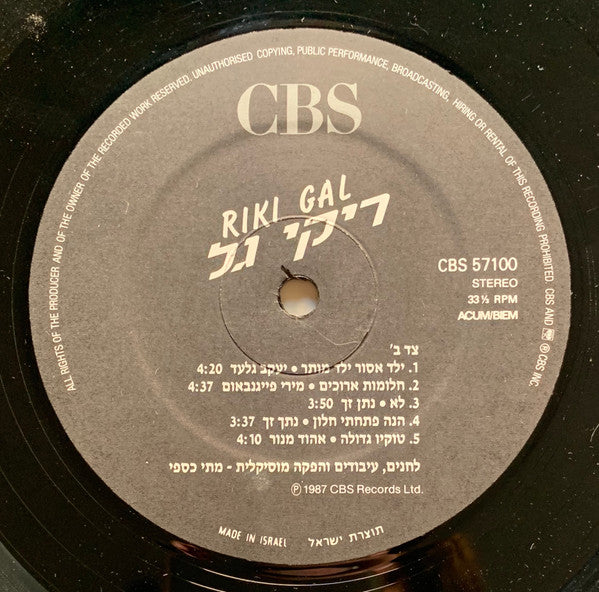 ALL RIGHTS OF THE PRODUCER AND OF THE OWNER OF THE RECORDED WORK RESERVED. UNAUTHORISED COPYING, PUBLIC PERFORMANCE, BROADCASTING, HIRING OR RENTAL OF THIS RECORDING PROHIBITED. CBS AND ® CBS INC.
CBS
RIKI GAL
ריקי גל
CBS 57100
STEREO
33⅓ RPM
ACUM/BIEM
צד ב'
1. ילד אסור ילד מותר • יעקב גלעד 4:20
2. חלומות ארוכים • מירי פייגנבאום 4:37
3. לא • נתן זך 3:50
4. הנה פתחתי חלון • נתך זך 3:37
5. טוקיו גדולה • אהוד מנור 4:10
לחנים, עיבודים והפקה מוסיקלית - מתי כספי
Ⓟ 1987 CBS Records Ltd.
MADE IN ISRAEL תוצרת ישראל